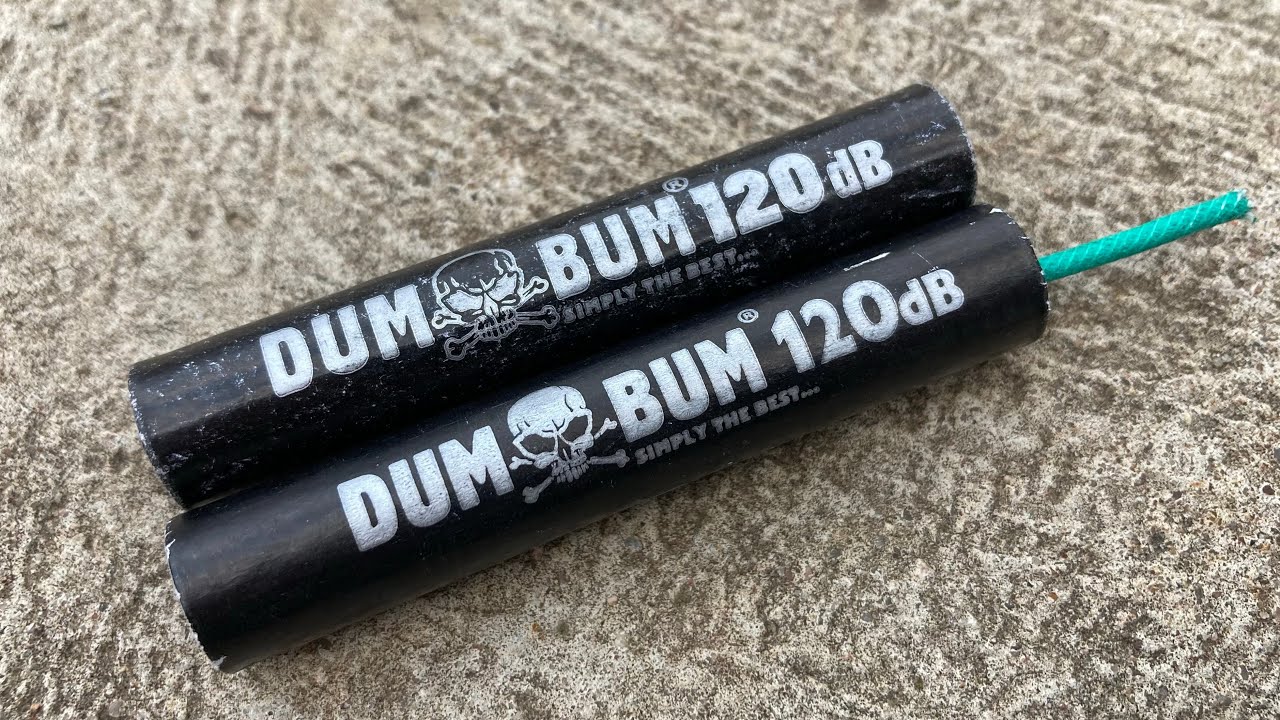 DUM BUM® 120dB
SIMPLY THE BEST...
DUM BUM® 120dB
SIMPLY THE BEST...